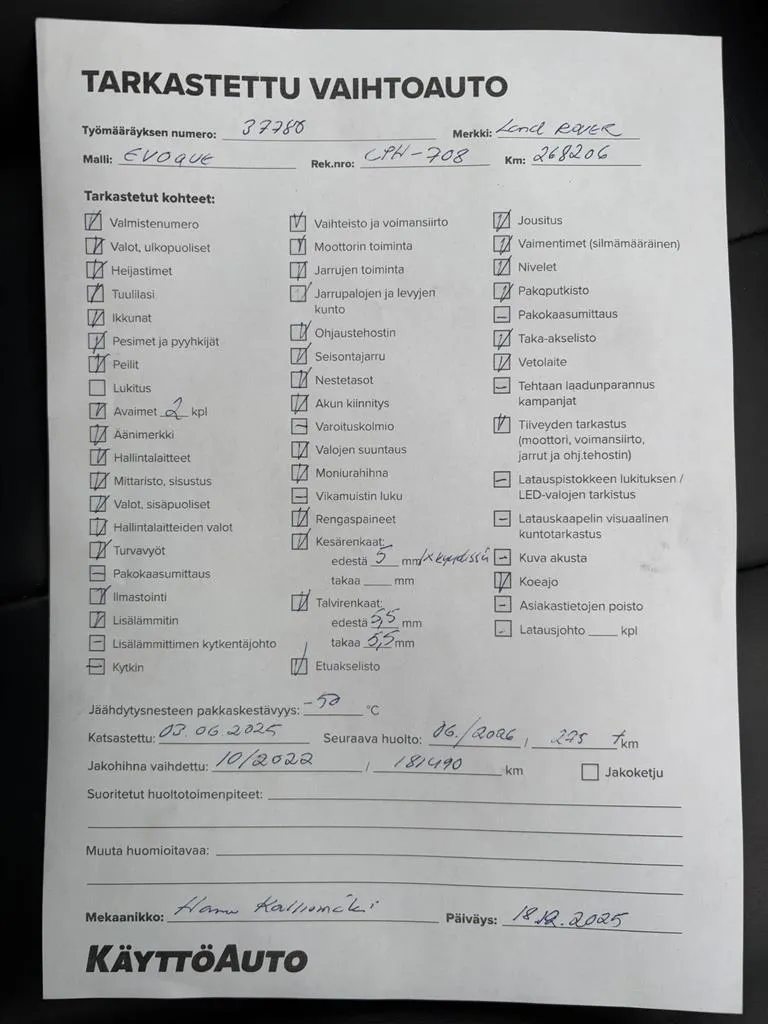 TARKASTETTU VAIHTOAUTO
Työmääräyksen numero: 37786 Merkki: Land ROVER
Malli: EVOQUE Rek.nro: CPH-708 Km: 268206
Tarkastetut kohteet:
Valmistenumero
Valot, ulkopuoliset
Heijastimet
Tuulilasi
Ikkunat
Pesimet ja pyyhkijät
Peilit
Lukitus
Avaimet 2 kpl
Äänimerkki
Hallintalaitteet
Mittaristo, sisustus
Valot, sisäpuoliset
Hallintalaitteiden valot
Turvavyöt
Pakokaasumittaus
Ilmastointi
Lisälämmitin
Lisälämmittimen kytkentäjohto
Kytkin
Vaihteisto ja voimansiirto
Moottorin toiminta
Jarrujen toiminta
Jarrupalojen ja levyjen
kunto
Ohjaustehostin
Seisontajarru
Nestetasot
Akun kiinnitys
Varoituskolmio
Valojen suuntaus
Moniurahihna
Vikamuistin luku
Rengaspaineet
Kesärenkaat:
edestä 5 mm/x kyydissä
takaa mm
Talvirenkaat:
edestä 5,5 mm
takaa 5,5 mm
Etuakselisto
Jousitus
Vaimentimet (silmämääräinen)
Nivelet
Pakoputkisto
Pakokaasumittaus
Taka-akselisto
Vetolaite
Tehtaan laadunparannus
kampanjat
Tiiveyden tarkastus
(moottori, voimansiirto,
jarrut ja ohj.tehostin)
Latauspistokkeen lukituksen /
LED-valojen tarkistus
Latauskaapelin visuaalinen
kuntotarkastus
Kuva akusta
Koeajo
Asiakastietojen poisto
Latausjohto kpl
Jäähdytysnesteen pakkaskestävyys: -50 °C
Katsastettu: 03.06.2025 Seuraava huolto: 06./2026 / 275 tkm
Jakohihna vaihdettu: 10/2022 / 181490 km Jakoketju
Suoritetut huoltotoimenpiteet:
Muuta huomioitavaa:
Mekaanikko: Hannu Kalliomäki Päiväys: 18.12.2025
KÄYTTÖAUTO